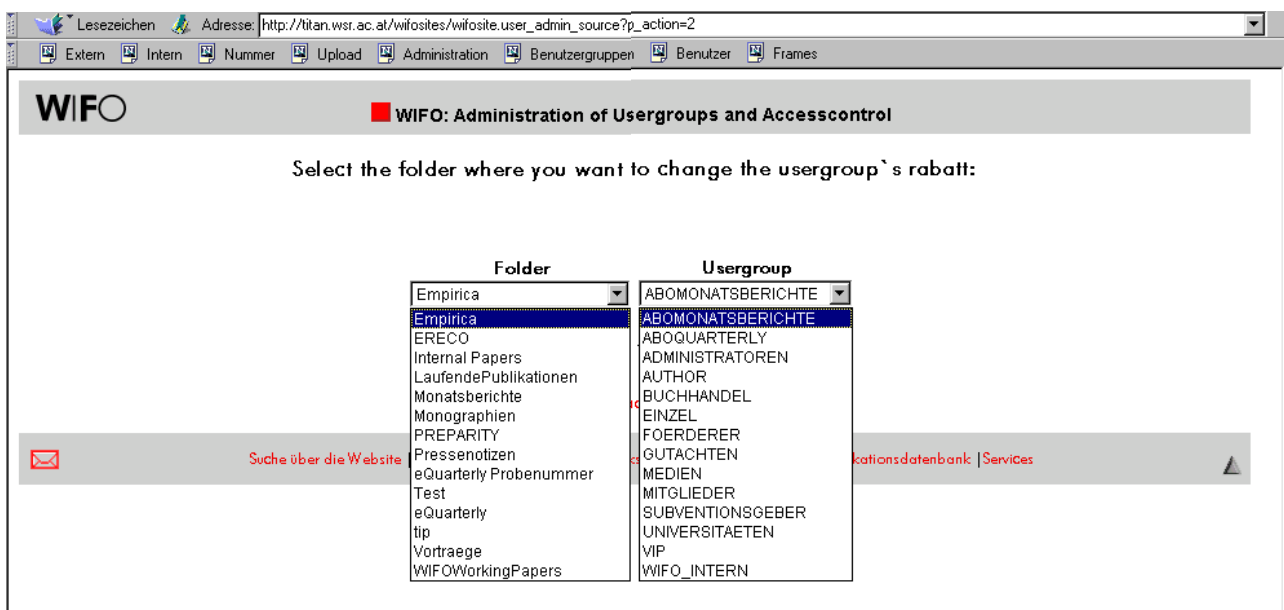 Lesezeichen Adresse: http://titan.wsr.ac.at/wifosites/wifosite.user_admin_source?p_action=2
Extern Intern Nummer Upload Administration Benutzergruppen Benutzer Frames
WIFO
WIFO: Administration of Usergroups and Accesscontrol
Select the folder where you want to change the usergroup`s rabatt:
Folder Usergroup
Empirica ABOMONATSBERICHTE
Empirica ABOMONATSBERICHTE
ERECO ABOQUARTERLY
Internal Papers ADMINISTRATOREN
LaufendePublikationen AUTHOR
Monatsberichte BUCHHANDEL
Monographien EINZEL
PREPARITY FOERDERER
Pressenotizen GUTACHTEN
eQuarterly Probenummer MEDIEN
Test MITGLIEDER
eQuarterly SUBVENTIONSGEBER
tip UNIVERSITAETEN
Vortraege VIP
WIFOWorkingPapers WIFO_INTERN
Suche über die Website | kationsdatenbank |Services